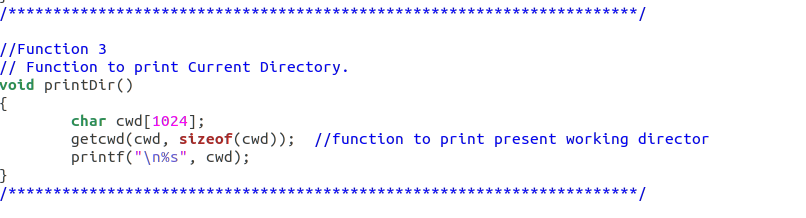 /**********************************************************************/
//Function 3
// Function to print Current Directory.
void printDir()
{
char cwd[1024];
getcwd(cwd, sizeof(cwd));  //function to print present working director
printf("\n%s", cwd);
}
/**********************************************************************/